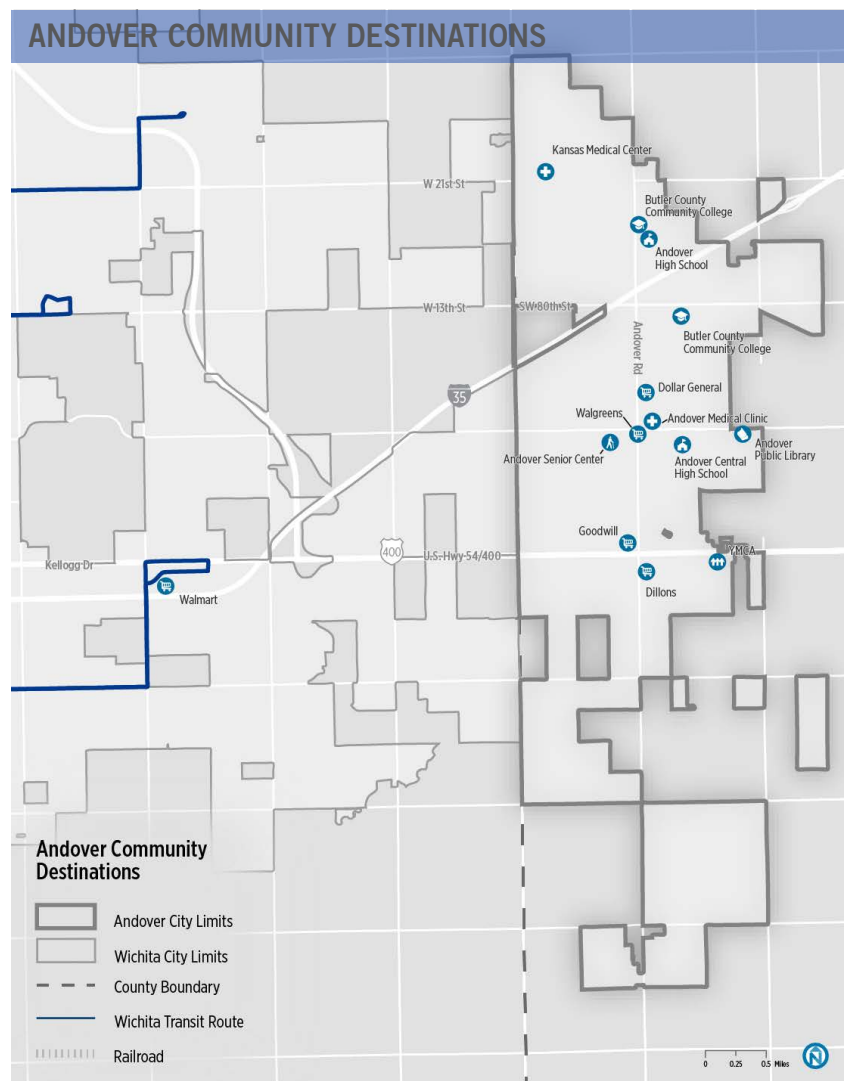 ANDOVER COMMUNITY DESTINATIONS
Kansas Medical Center
W 21st St
Butler County
Community College
Andover
High School
W 13th St
SW 80th St
Andover Rd
Butler County
Community College
35
Dollar General
Walgreens
Andover Medical Clinic
Andover Senior Center
Andover Central
High School
Andover
Public Library
Goodwill
400
U.S. Hwy 54/400
YMCA
Kellogg Dr
Walmart
Dillons
Andover Community
Destinations
Andover City Limits
Wichita City Limits
County Boundary
Wichita Transit Route
Railroad
0 0.25 0.5 Miles
N